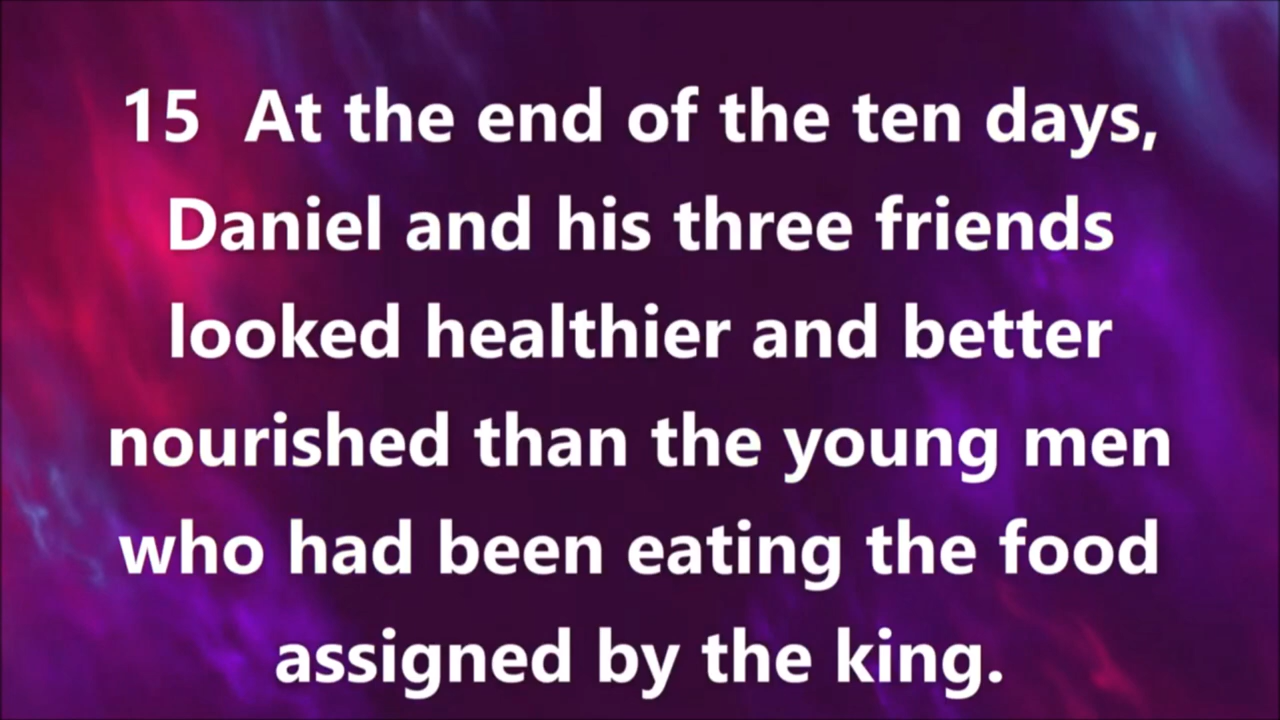 15  At the end of the ten days,
Daniel and his three friends
looked healthier and better
nourished than the young men
who had been eating the food
assigned by the king.